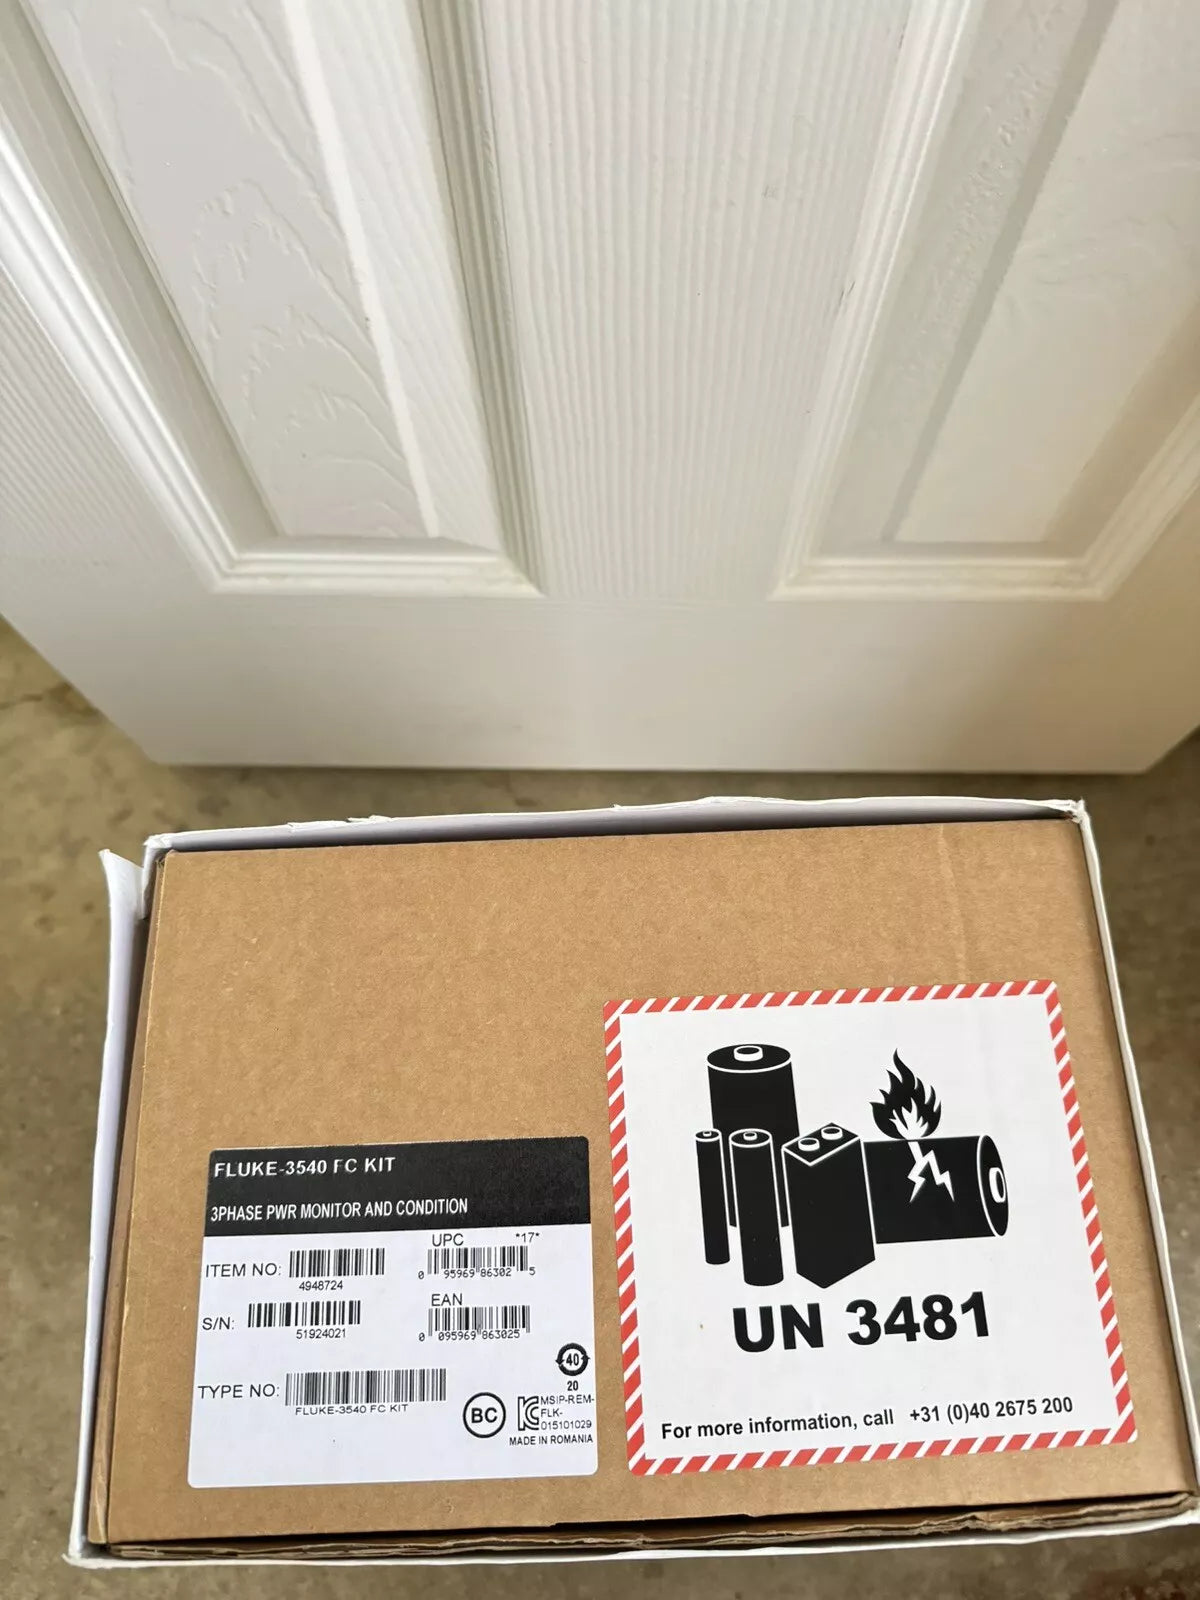 FLUKE-3540 FC KIT
3PHASE PWR MONITOR AND CONDITION
ITEM NO:
4948724
UPC *17*
0 95969 86302 5
S/N:
51924021
EAN
0 095969 863025
TYPE NO:
FLUKE-3540 FC KIT
40
20
BC
MSIP-REM-
FLK-
015101029
MADE IN ROMANIA
UN 3481
For more information, call +31 (0)40 2675 200